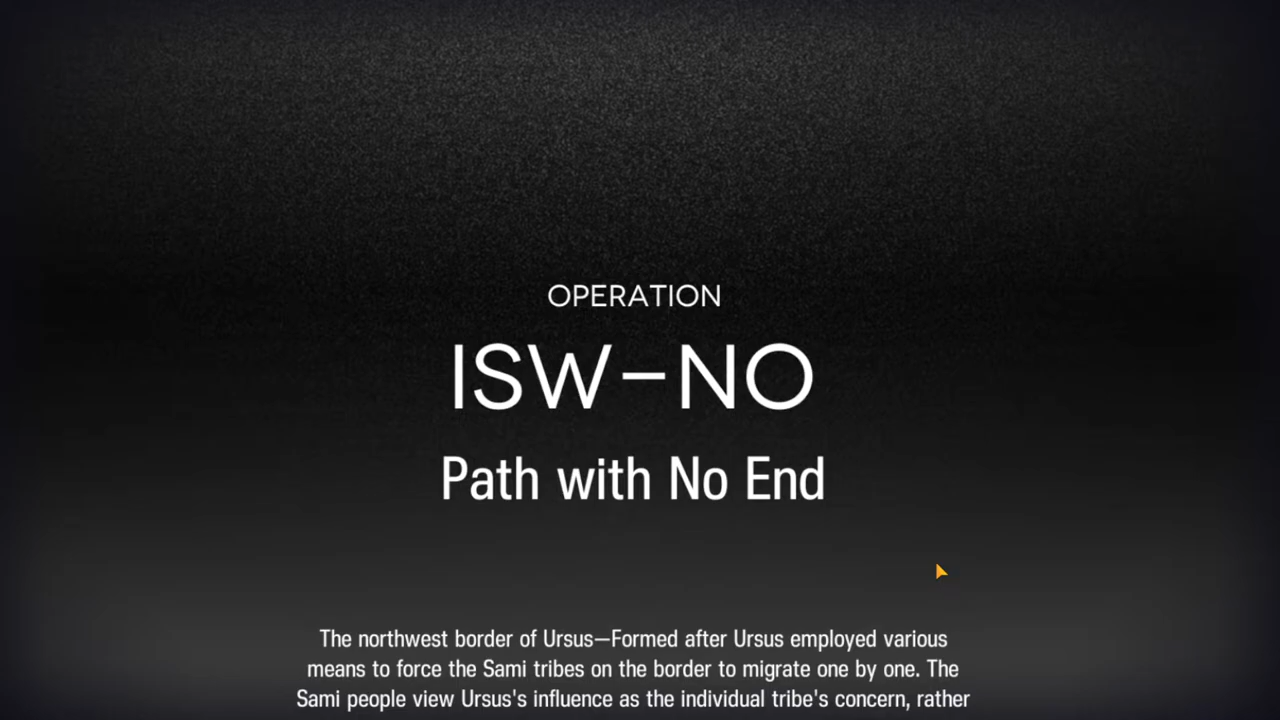 OPERATION
ISW-NO
Path with No End
The northwest border of Ursus—Formed after Ursus employed various
means to force the Sami tribes on the border to migrate one by one. The
Sami people view Ursus's influence as the individual tribe's concern, rather